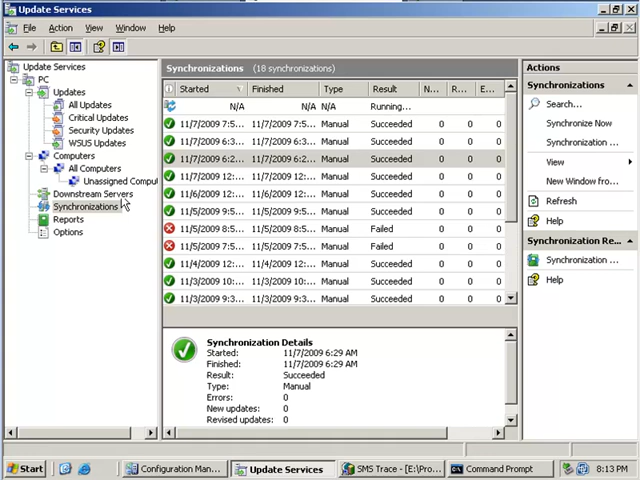 Update Services
File Action View Window Help
Update Services
PC
Updates
All Updates
Critical Updates
Security Updates
WSUS Updates
Computers
All Computers
Unassigned Comput
Downstream Servers
Synchronizations
Reports
Options
Synchronizations (18 synchronizations)
Started Finished Type Result N... R... E...
N/A N/A N/A Running...
11/7/2009 7:5... 11/7/2009 7:5... Manual Succeeded 0 0 0
11/7/2009 6:3... 11/7/2009 6:3... Manual Succeeded 0 0 0
11/7/2009 6:2... 11/7/2009 6:2... Manual Succeeded 0 0 0
11/7/2009 12:... 11/7/2009 12:... Manual Succeeded 0 0 0
11/6/2009 12:... 11/6/2009 12:... Manual Succeeded 0 0 0
11/5/2009 9:5... 11/5/2009 9:5... Manual Succeeded 0 0 0
11/5/2009 8:5... 11/5/2009 8:5... Manual Failed 0 0 0
11/5/2009 7:5... 11/5/2009 7:5... Manual Failed 0 0 0
11/4/2009 12:... 11/4/2009 12:... Manual Succeeded 0 0 0
11/3/2009 10:... 11/3/2009 10:... Manual Succeeded 0 0 0
11/3/2009 9:3... 11/3/2009 9:3... Manual Succeeded 0 0 0
Synchronization Details
Started: 11/7/2009 6:29 AM
Finished: 11/7/2009 6:29 AM
Result: Succeeded
Type: Manual
Errors: 0
New updates: 0
Revised updates: 0
Actions
Synchronizations
Search...
Synchronize Now
Synchronization ...
View
New Window fro...
Refresh
Help
Synchronization Re...
Synchronization ...
Help
Start
Configuration Man...
Update Services
SMS Trace - [E:\Pro...
Command Prompt
8:13 PM